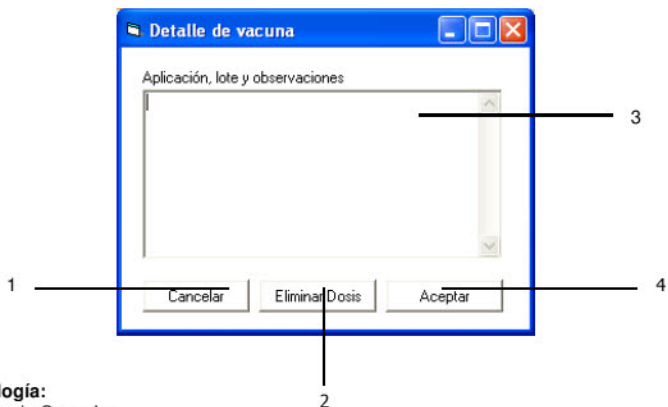 Detalle de vacuna
Aplicación, lote y observaciones
3
1
Cancelar
Eliminar Dosis
Aceptar
4
2
logía: